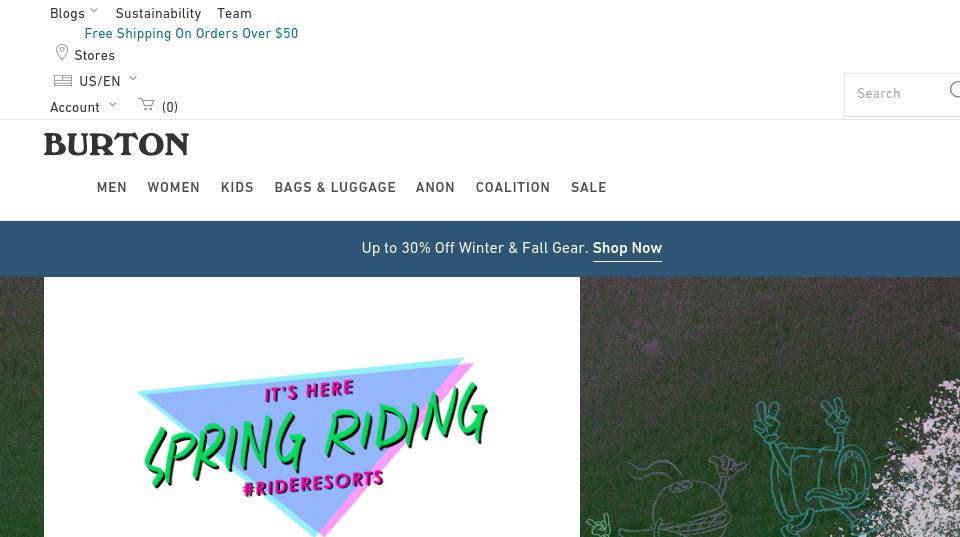 Blogs
Sustainability
Team
Free Shipping On Orders Over $50
Stores
US/EN
Account
(0)
Search
BURTON
MEN
WOMEN
KIDS
BAGS & LUGGAGE
ANON
COALITION
SALE
Up to 30% Off Winter & Fall Gear. Shop Now
IT'S HERE
SPRING RIDING
#RIDERESORTS